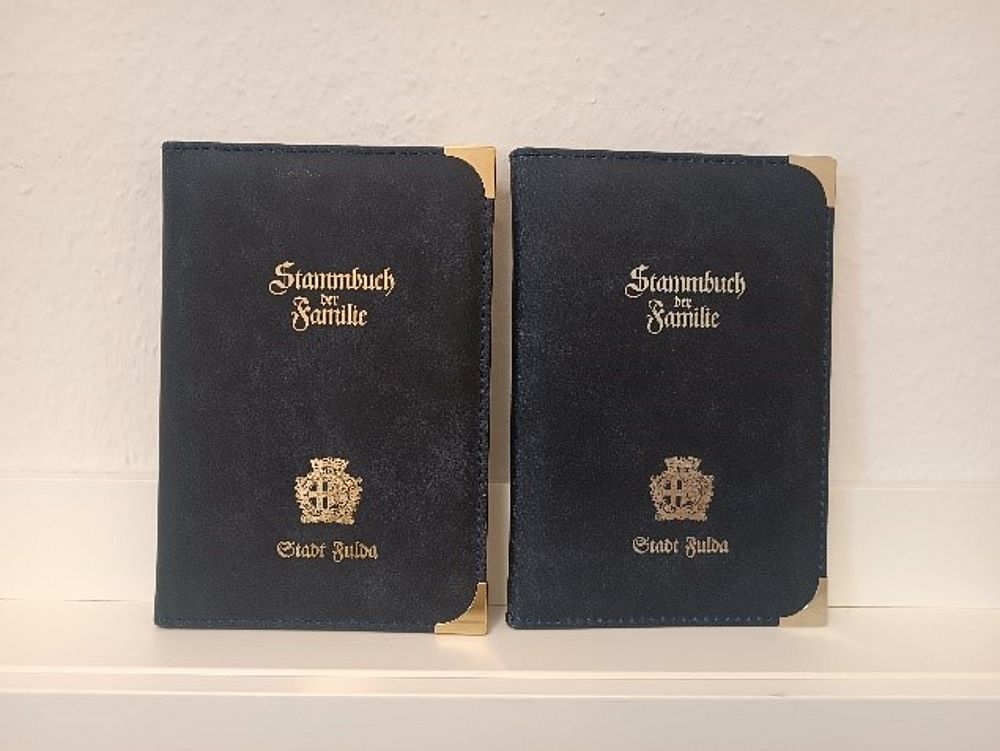 Stammbuch
der
Familie
Stadt Fulda
Stammbuch
der
Familie
Stadt Fulda